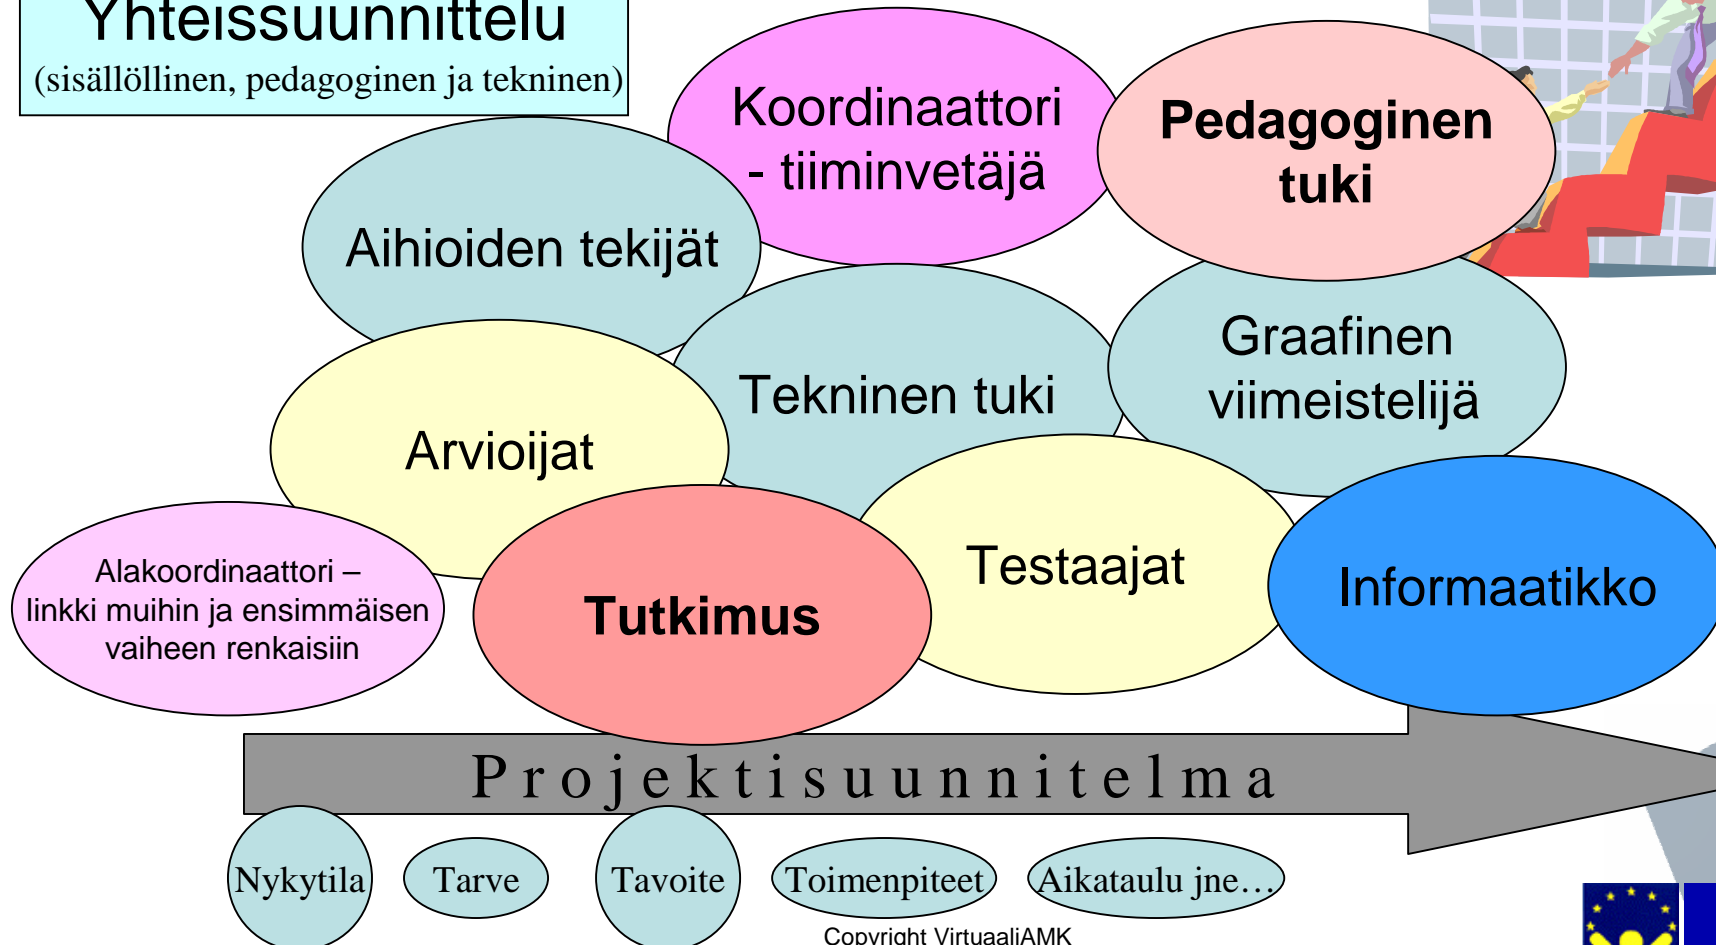 Yhteissuunnittelu
(sisällöllinen, pedagoginen ja tekninen)
Koordinaattori
- tiiminvetäjä
Pedagoginen
tuki
Aihioiden tekijät
Graafinen
viimeistelijä
Tekninen tuki
Arvioijat
Testaajat
Informaatikko
Alakoordinaattori –
linkki muihin ja ensimmäisen
vaiheen renkaisiin
Tutkimus
Projektisuunnitelma
Nykytila
Tarve
Tavoite
Toimenpiteet
Aikataulu jne…
Copyright VirtuaaliAMK